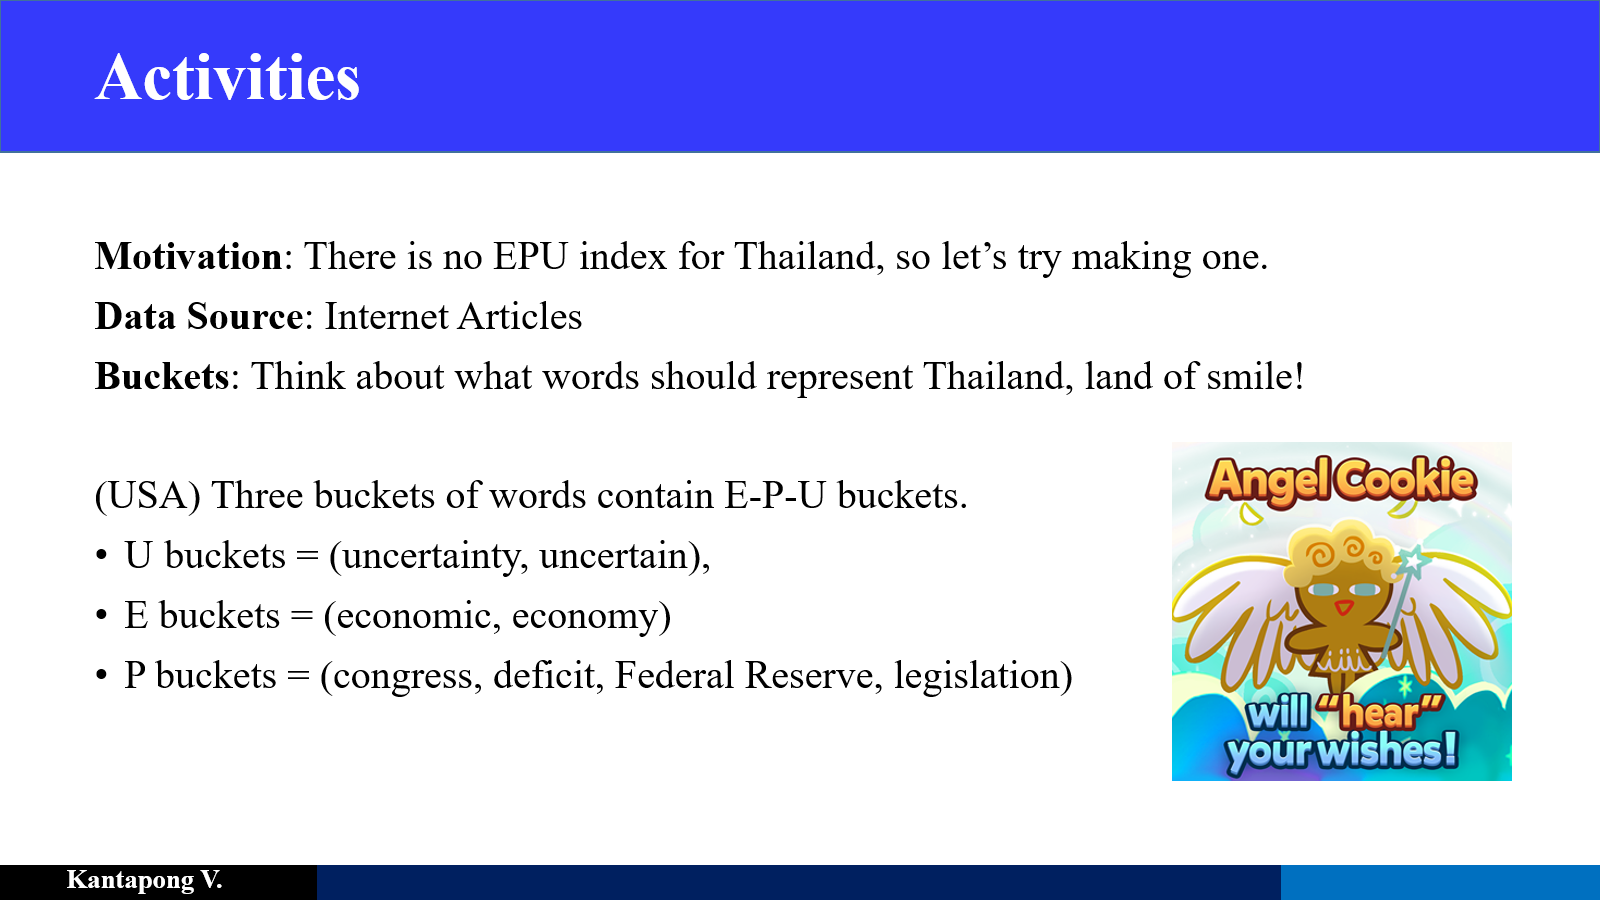 Activities
Motivation: There is no EPU index for Thailand, so let’s try making one.
Data Source: Internet Articles
Buckets: Think about what words should represent Thailand, land of smile!
(USA) Three buckets of words contain E-P-U buckets.
• U buckets = (uncertainty, uncertain),
• E buckets = (economic, economy)
• P buckets = (congress, deficit, Federal Reserve, legislation)
Angel Cookie
will “hear”
your wishes!
Kantapong V.